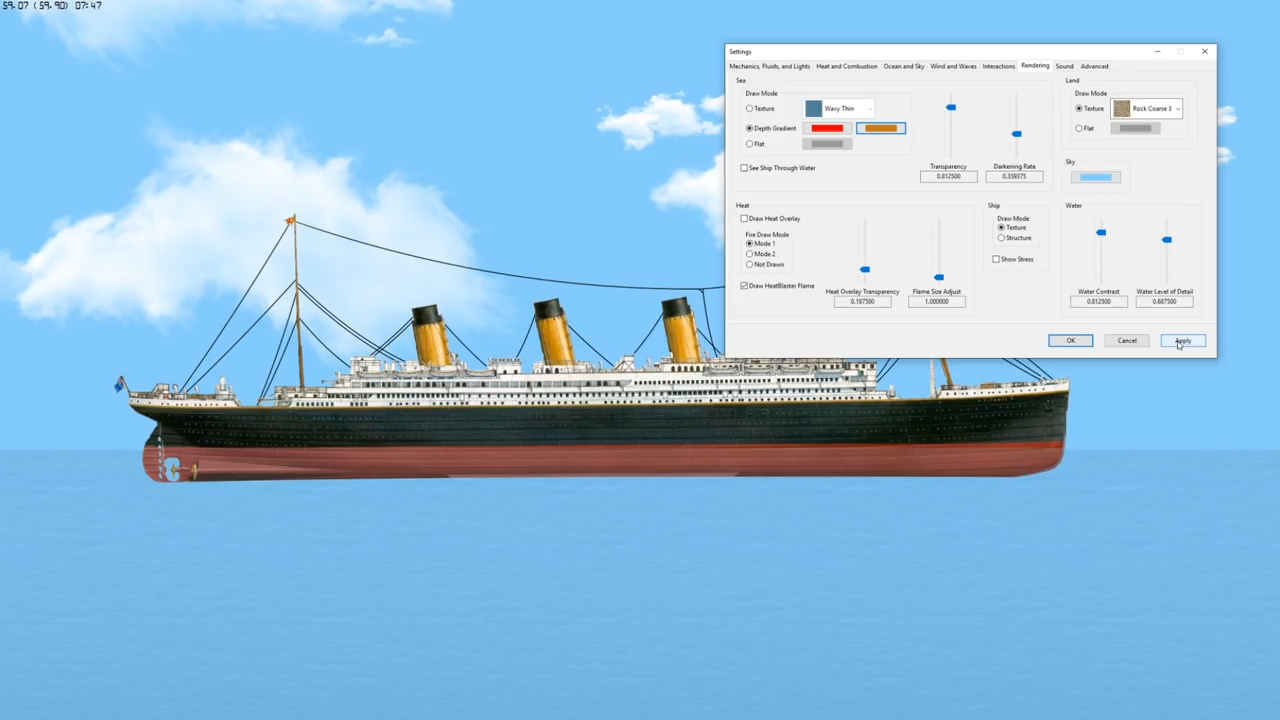 59.07 (59.90) 07:47
Settings
Mechanics, Fluids, and Lights Heat and Combustion Ocean and Sky Wind and Waves Interactions Rendering Sound Advanced
Sea
Draw Mode
Texture Wavy Thin
Depth Gradient
Flat
See Ship Through Water
Transparency
0.812500
Darkening Rate
0.359375
Land
Draw Mode
Texture Rock Coarse 3
Flat
Sky
Heat
Draw Heat Overlay
Fire Draw Mode
Mode 1
Mode 2
Not Drawn
Draw HeatBlaster Flame
Heat Overlay Transparency
0.187500
Flame Size Adjust
1.000000
Ship
Draw Mode
Texture
Structure
Show Stress
Water
Water Contrast
0.812500
Water Level of Detail
0.687500
OK Cancel Apply